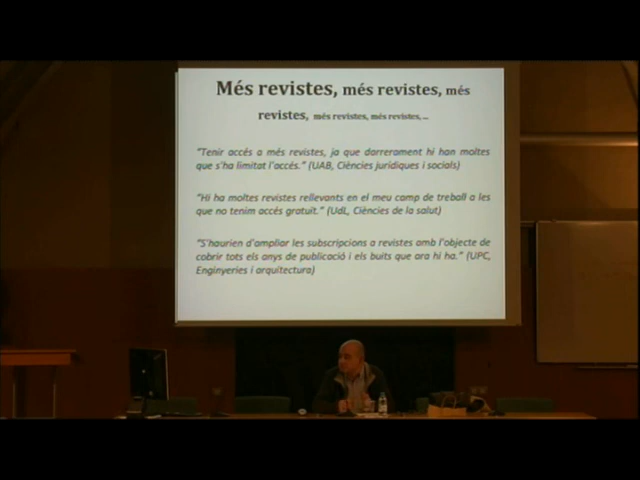 Més revistes, més revistes, més
revistes, més revistes, més revistes, ...
“Tenir accés a més revistes, ja que darrerament hi han moltes
que s’ha limitat l’accés.” (UAB, Ciències jurídiques i socials)
“Hi ha moltes revistes rellevants en el meu camp de treball a les
que no tenim accés gratuït.” (UdL, Ciències de la salut)
“S’haurien d’ampliar les subscripcions a revistes amb l’objecte de
cobrir tots els anys de publicació i els buits que ara hi ha.” (UPC,
Enginyeries i arquitectura)